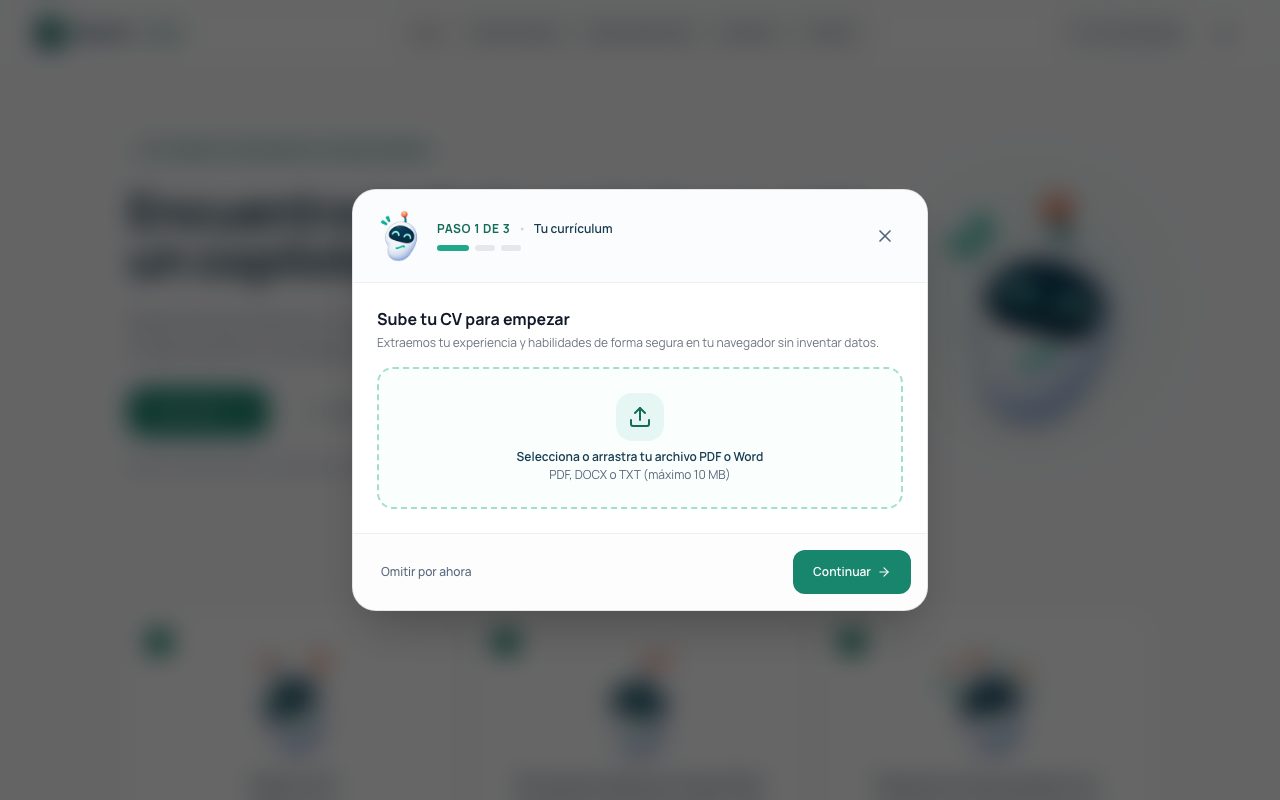 PASO 1 DE 3 • Tu currículum
Sube tu CV para empezar
Extraemos tu experiencia y habilidades de forma segura en tu navegador sin inventar datos.
Selecciona o arrastra tu archivo PDF o Word
PDF, DOCX o TXT (máximo 10 MB)
Omitir por ahora
Continuar →